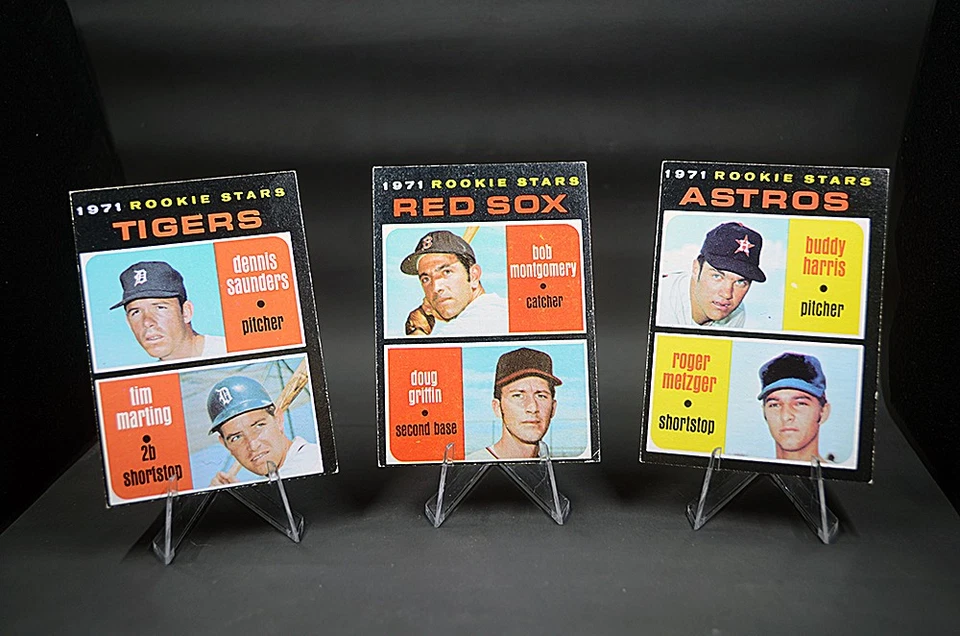 1971 ROOKIE STARS
TIGERS
dennis
saunders
•
pitcher
tim
marting
•
2b
shortstop
1971 ROOKIE STARS
RED SOX
bob
montgomery
•
catcher
doug
griffin
•
second base
1971 ROOKIE STARS
ASTROS
buddy
harris
•
pitcher
roger
metzger
•
shortstop